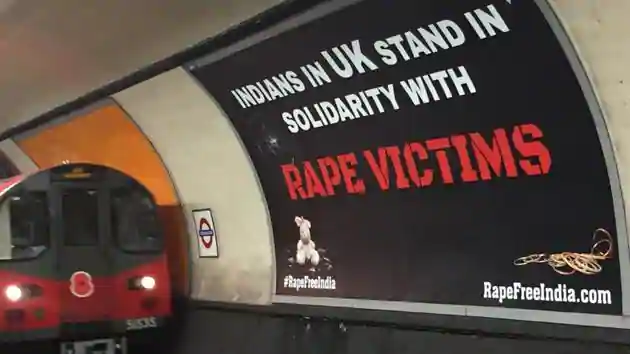 INDIANS IN UK STAND IN
SOLIDARITY WITH
RAPE VICTIMS
#RapeFreeIndia
RapeFreeIndia.com